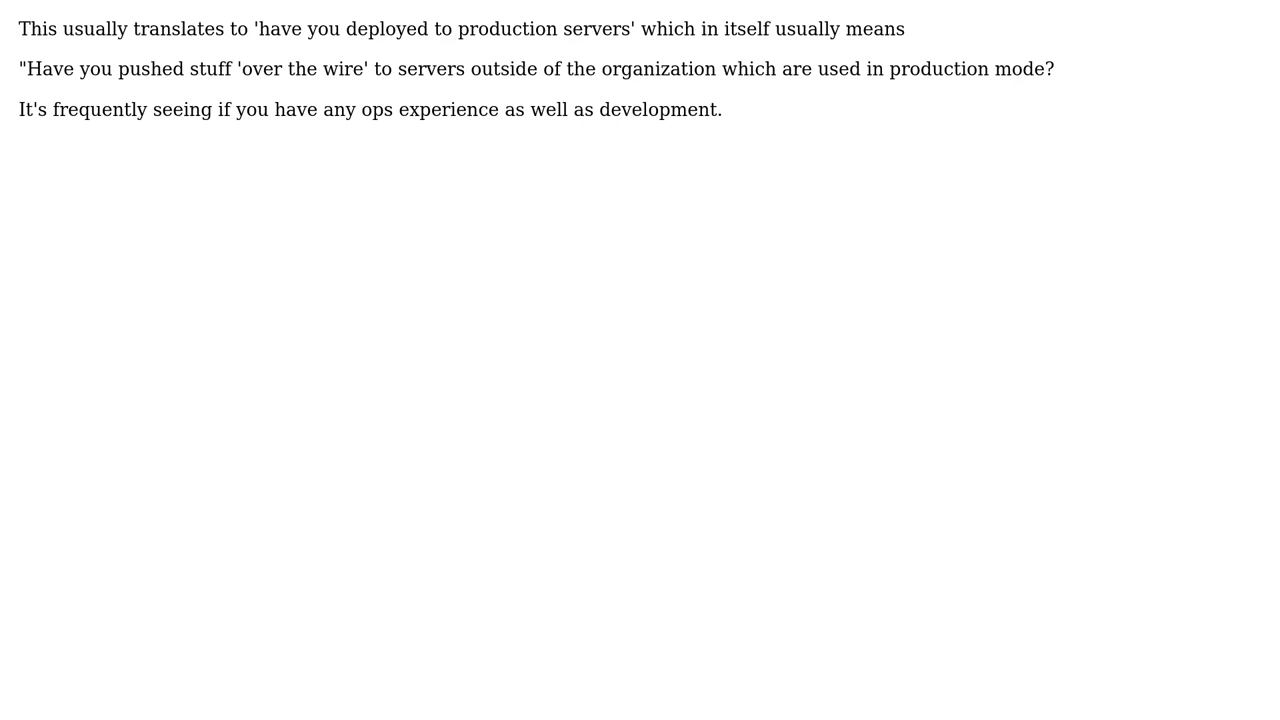 This usually translates to 'have you deployed to production servers' which in itself usually means
"Have you pushed stuff 'over the wire' to servers outside of the organization which are used in production mode?
It's frequently seeing if you have any ops experience as well as development.